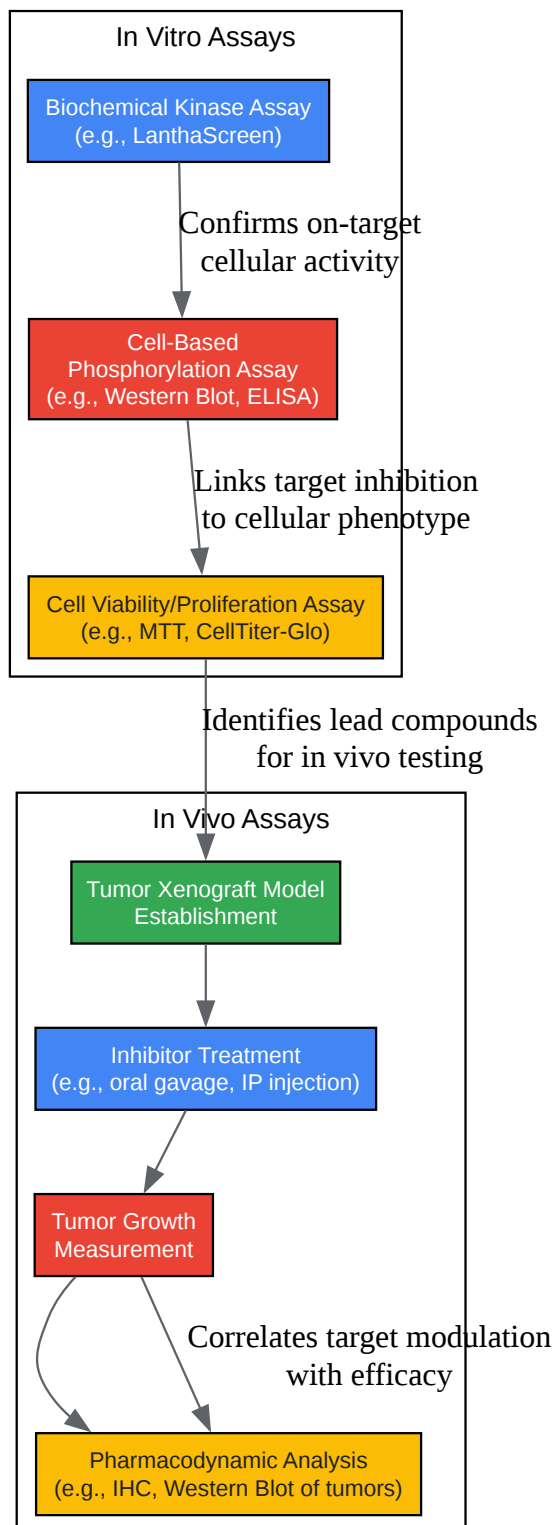 In Vitro Assays
Biochemical Kinase Assay
(e.g., LanthaScreen)
Confirms on-target
cellular activity
Cell-Based
Phosphorylation Assay
(e.g., Western Blot, ELISA)
Links target inhibition
to cellular phenotype
Cell Viability/Proliferation Assay
(e.g., MTT, CellTiter-Glo)
Identifies lead compounds
for in vivo testing
In Vivo Assays
Tumor Xenograft Model
Establishment
Inhibitor Treatment
(e.g., oral gavage, IP injection)
Tumor Growth
Measurement
Correlates target modulation
with efficacy
Pharmacodynamic Analysis
(e.g., IHC, Western Blot of tumors)